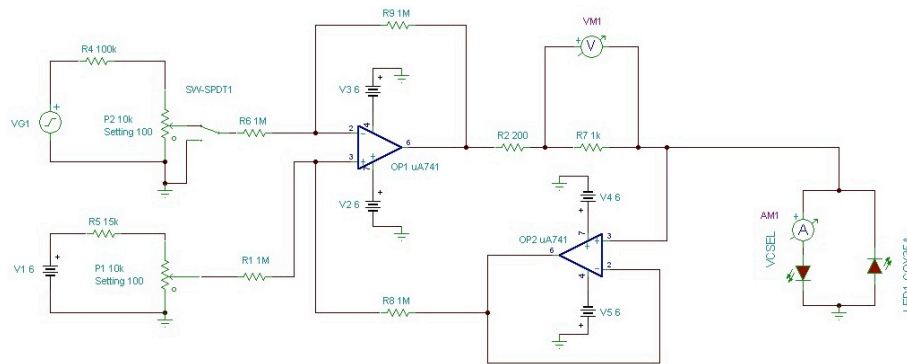 R9 1M
VM1
V
R4 100k
SW-SPDT1
V3 6
P2 10k
Setting 100
VG1
R6 1M
2
4
3
7
6
OP1 uA741
R2 200
R7 1k
V2 6
V4 6
R5 15k
V1 6
P1 10k
Setting 100
R1 1M
OP2 uA741
7
3
6
2
4
R8 1M
V5 6
AM1
A
VCSEL